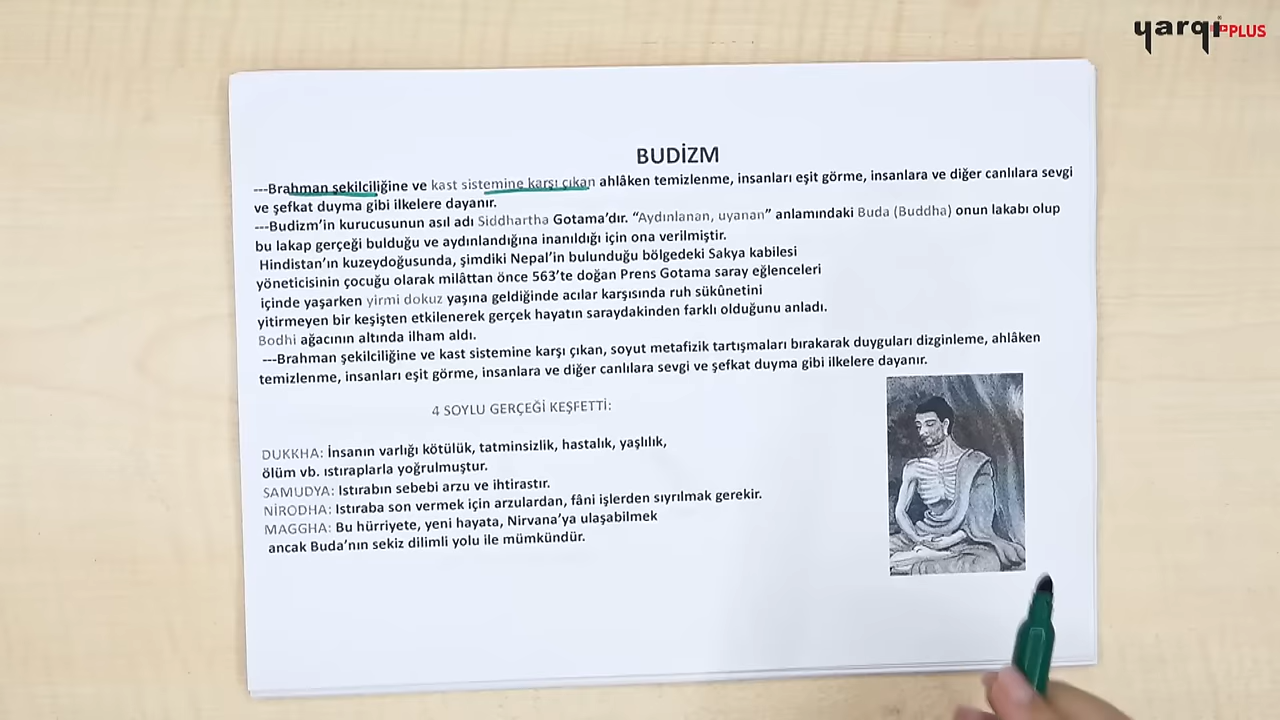 yargı PLUS
BUDİZM
---Brahman şekilciliğine ve kast sistemine karşı çıkan ahlâken temizlenme, insanları eşit görme, insanlara ve diğer canlılara sevgi
ve şefkat duyma gibi ilkelere dayanır.
---Budizm’in kurucusunun asıl adı Siddhartha Gotama’dır. “Aydınlanan, uyanan” anlamındaki Buda (Buddha) onun lakabı olup
bu lakap gerçeği bulduğu ve aydınlandığına inanıldığı için ona verilmiştir.
Hindistan’ın kuzeydoğusunda, şimdiki Nepal’in bulunduğu bölgedeki Sakya kabilesi
yöneticisinin çocuğu olarak milâttan önce 563’te doğan Prens Gotama saray eğlenceleri
içinde yaşarken yirmi dokuz yaşına geldiğinde acılar karşısında ruh sükûnetini
yitirmeyen bir keşişten etkilenerek gerçek hayatın saraydakinden farklı olduğunu anladı.
Bodhi ağacının altında ilham aldı.
---Brahman şekilciliğine ve kast sistemine karşı çıkan, soyut metafizik tartışmaları bırakarak duyguları dizginleme, ahlâken
temizlenme, insanları eşit görme, insanlara ve diğer canlılara sevgi ve şefkat duyma gibi ilkelere dayanır.
4 SOYLU GERÇEĞİ KEŞFETTİ:
DUKKHA: İnsanın varlığı kötülük, tatminsizlik, hastalık, yaşlılık,
ölüm vb. ıstıraplarla yoğrulmuştur.
SAMUDYA: Istırabın sebebi arzu ve ihtirastır.
NİRODHA: Istıraba son vermek için arzulardan, fâni işlerden sıyrılmak gerekir.
MAGGHA: Bu hürriyete, yeni hayata, Nirvana’ya ulaşabilmek
ancak Buda’nın sekiz dilimli yolu ile mümkündür.